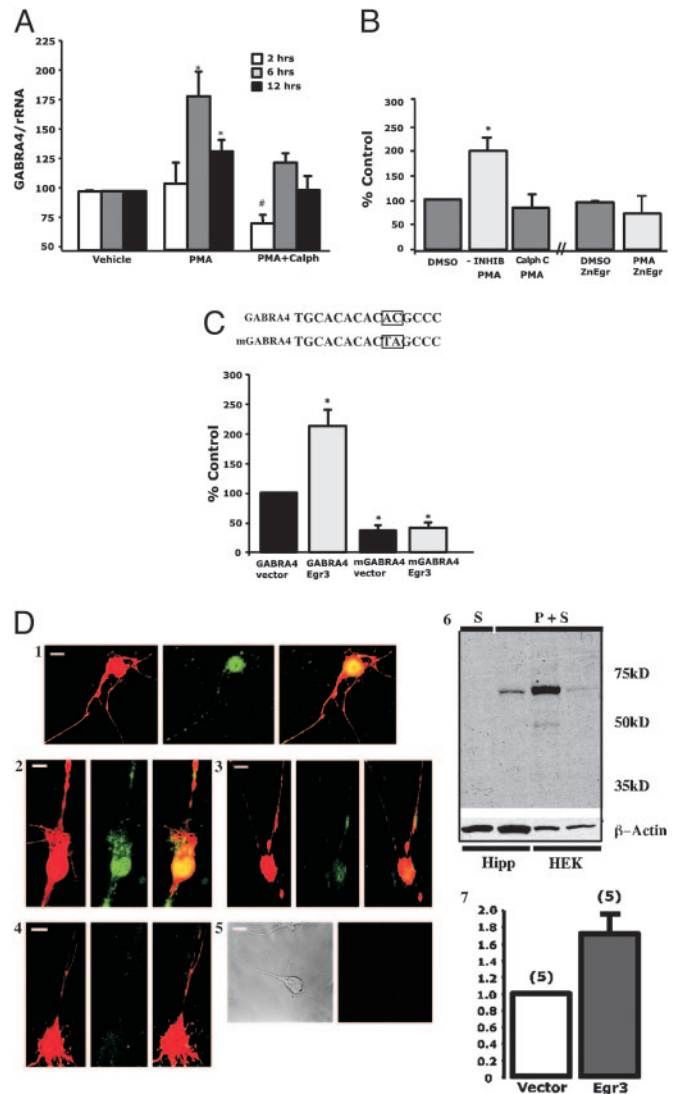 A
225
200
175
150
125
100
75
50
GABRA4/rRNA
2 hrs
6 hrs
12 hrs
*
*
#
Vehicle
PMA
PMA+Calph
B
300
250
200
150
100
50
0
% Control
*
DMSO
- INHIB PMA
Calph C PMA
//
DMSO ZnEgr
PMA ZnEgr
C
GABRA4 TGCACACACACGCCC
mGABRA4 TGCACACACTAGCCC
300
250
200
150
100
50
0
% Control
*
*
*
GABRA4 vector
GABRA4 Egr3
mGABRA4 vector
mGABRA4 Egr3
D
1
2
3
4
5
6
S
P + S
75kD
50kD
35kD
β-Actin
Hipp
HEK
7
2.0
1.8
1.6
1.4
1.2
1.0
0.8
0.6
0.4
0.2
0
(5)
(5)
Vector
Egr3